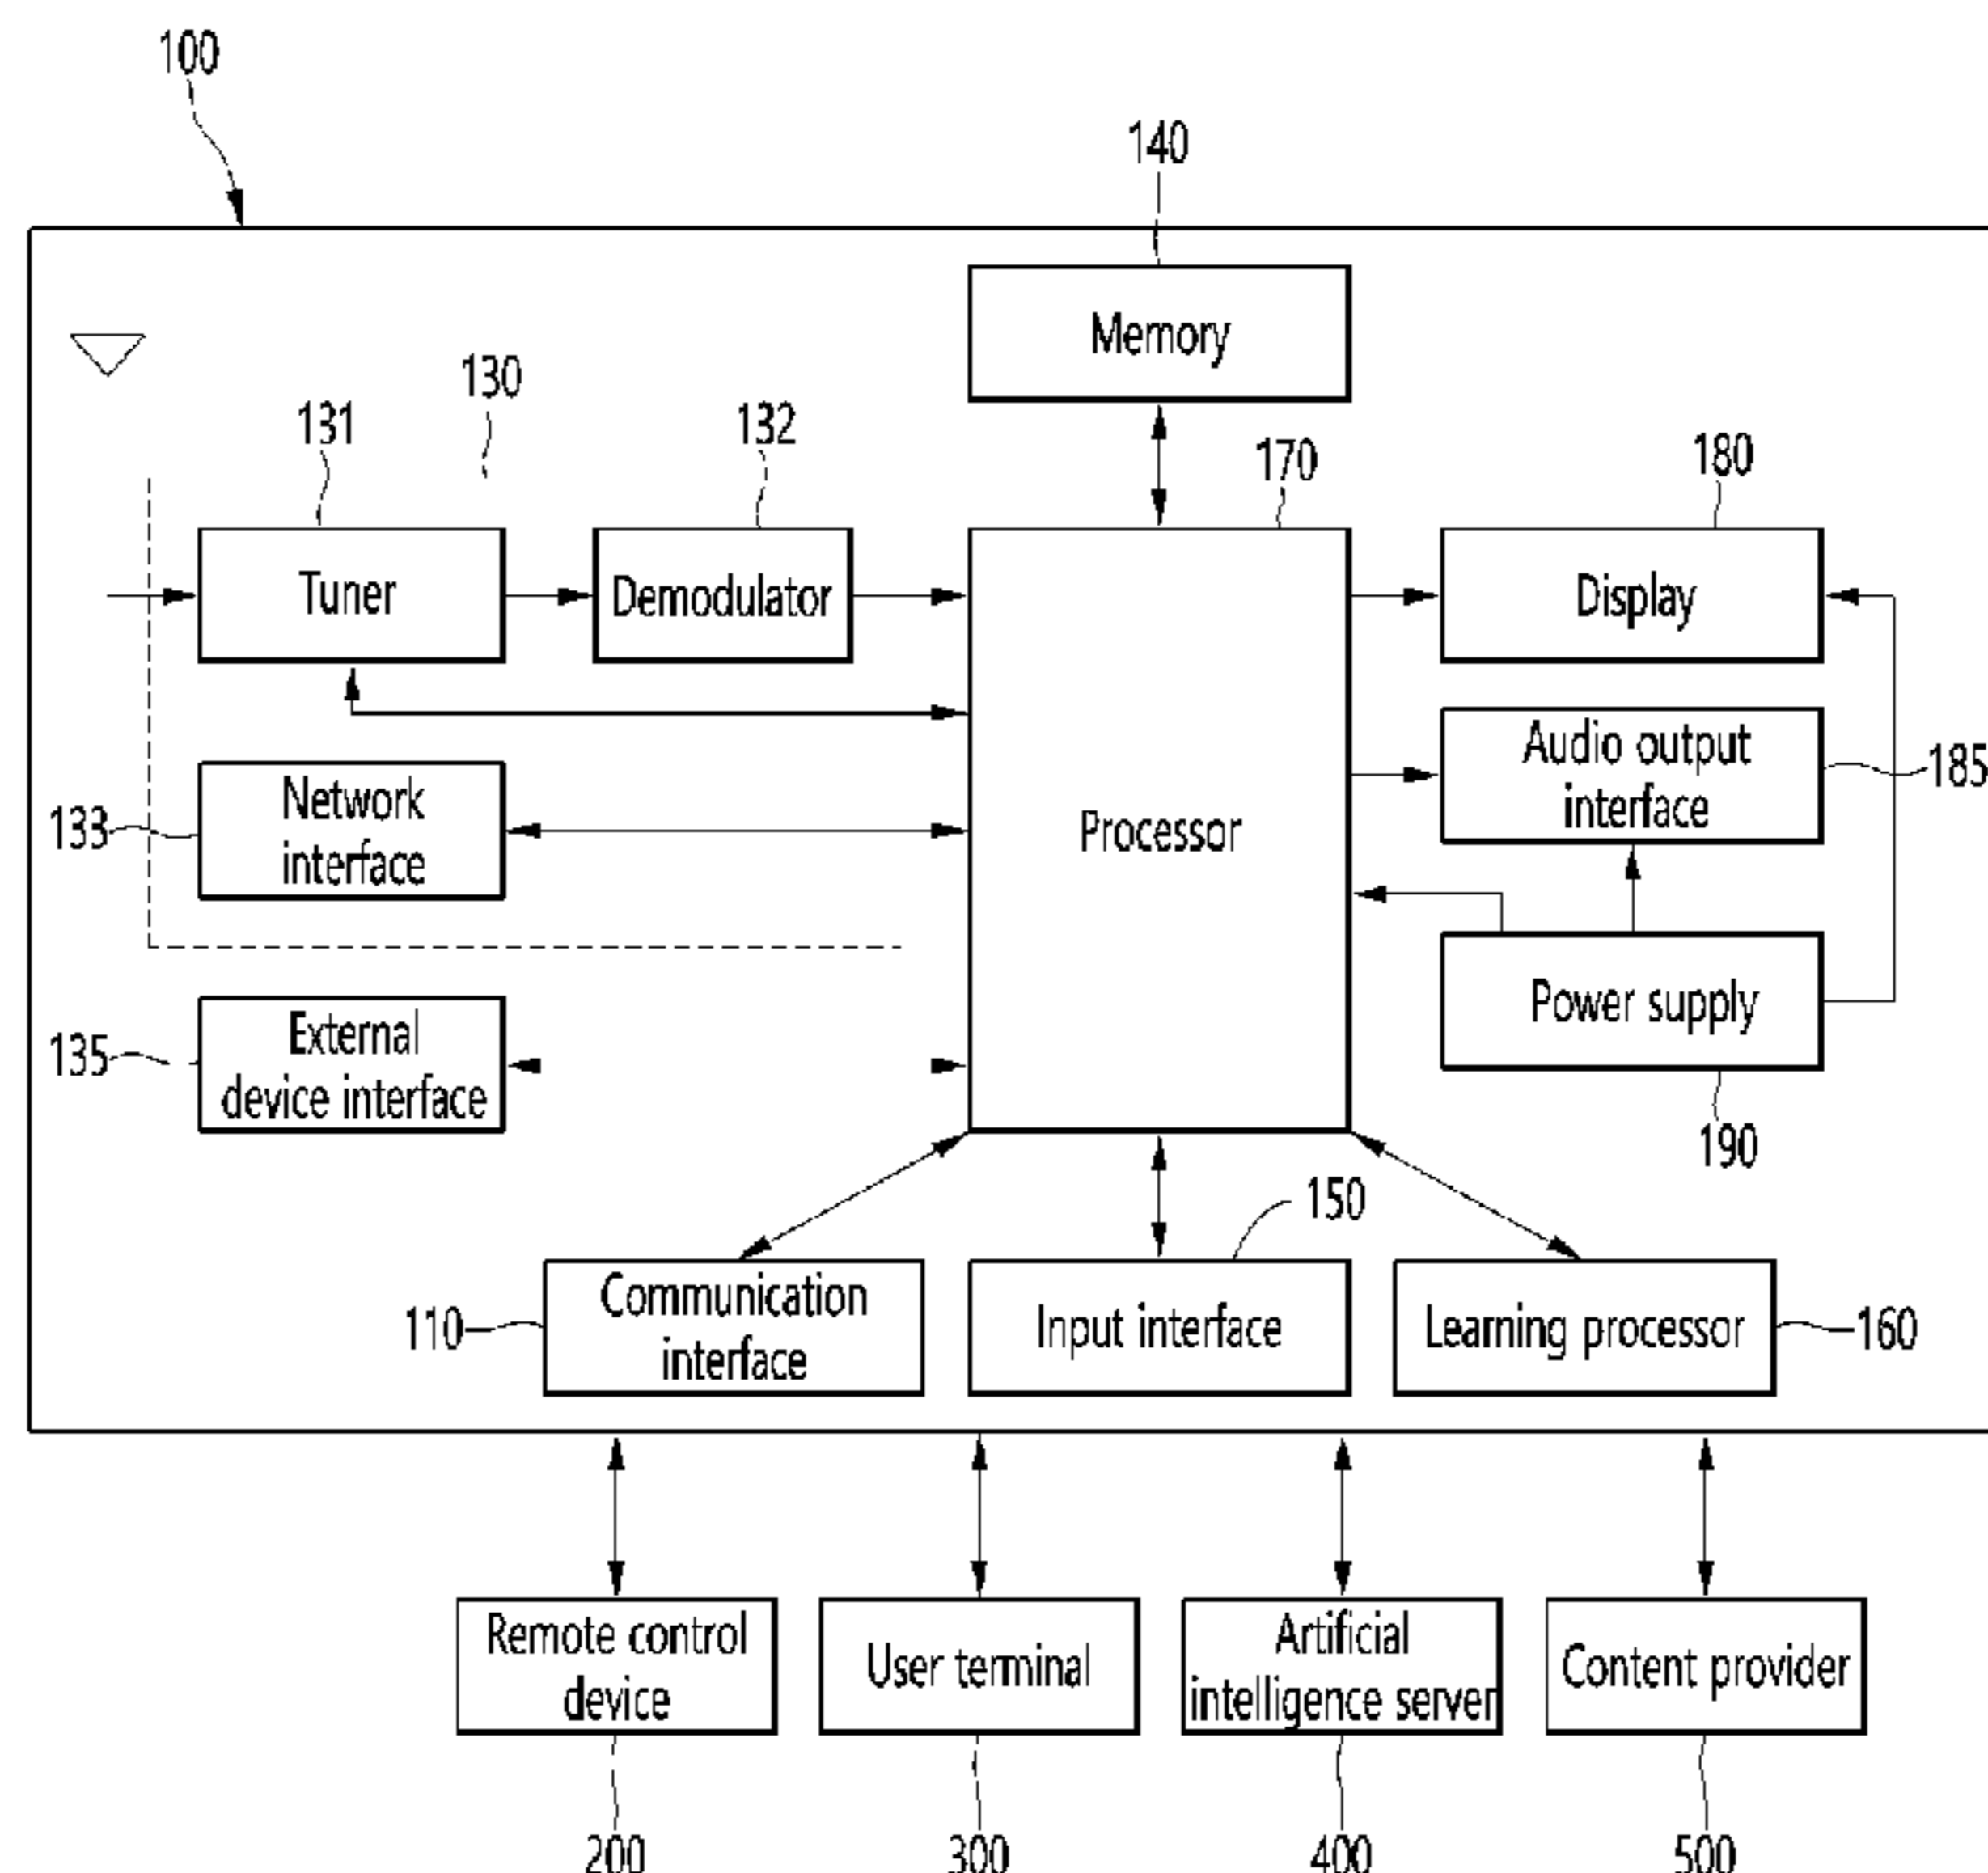 100
140
Memory
130
131
132
170
180
Tuner
Demodulator
Display
Processor
Network
interface
133
Audio output
interface
185
Power supply
190
External
device interface
135
150
Communication
interface
110
Input interface
Learning processor
160
Remote control
device
User terminal
Artificial
intelligence server
Content provider
200
300
400
500